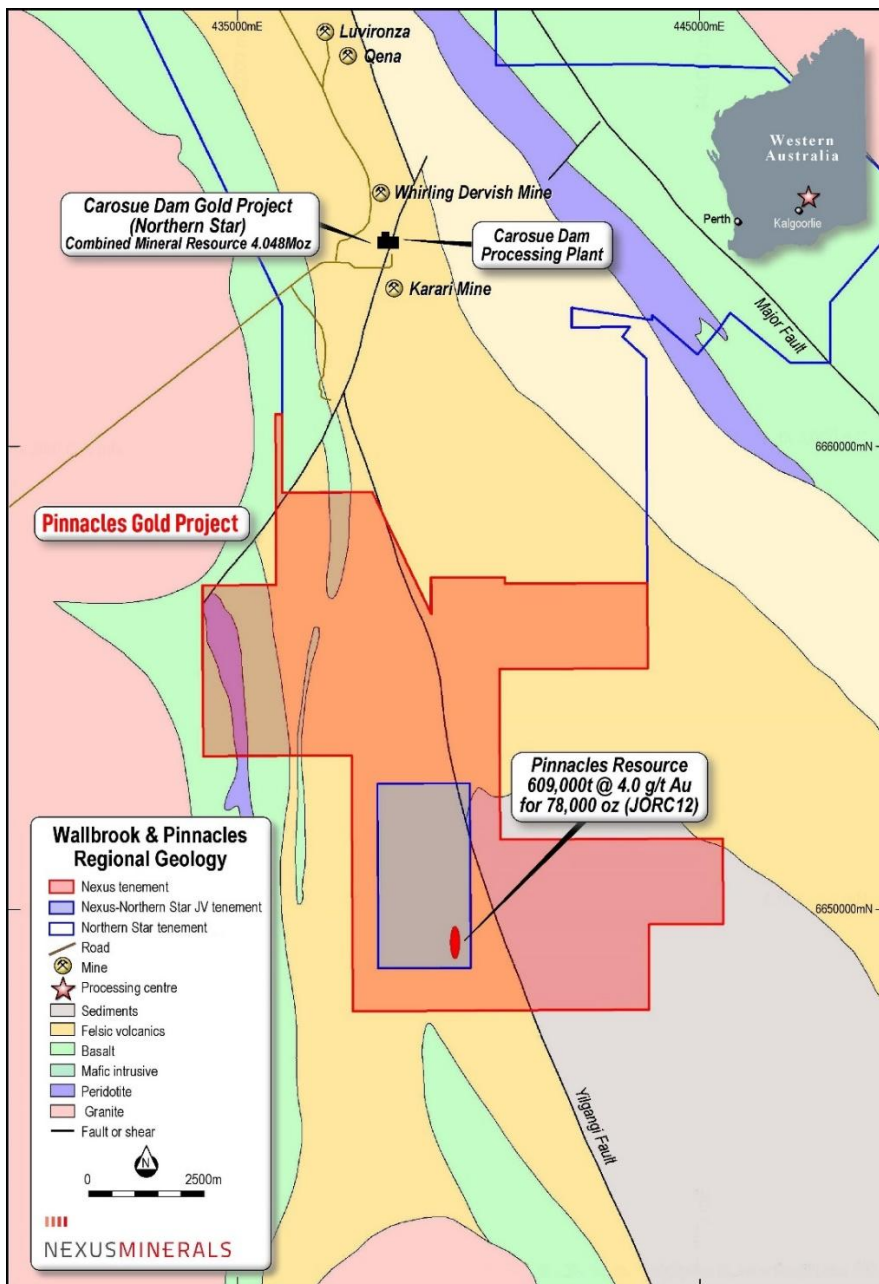 435000mE
445000mE
Luvironza
Qena
Western
Australia
Perth
Kalgoorlie
Whirling Dervish Mine
Carosue Dam Gold Project
(Northern Star)
Combined Mineral Resource 4.048Moz
Carosue Dam
Processing Plant
Karari Mine
Major Fault
6660000mN
Pinnacles Gold Project
Pinnacles Resource
609,000t @ 4.0 g/t Au
for 78,000 oz (JORC12)
Wallbrook & Pinnacles
Regional Geology
Nexus tenement
Nexus-Northern Star JV tenement
Northern Star tenement
Road
Mine
Processing centre
Sediments
Felsic volcanics
Basalt
Mafic intrusive
Peridotite
Granite
Fault or shear
N
0 2500m
NEXUSMINERALS
6650000mN
Yilgangi Fault